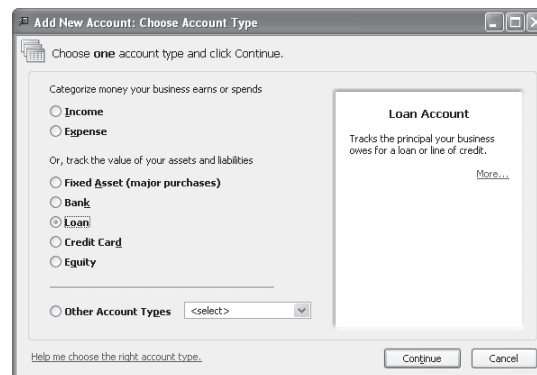 Add New Account: Choose Account Type
Choose one account type and click Continue.
Categorize money your business earns or spends
Income
Expense
Or, track the value of your assets and liabilities
Fixed Asset (major purchases)
Bank
Loan
Credit Card
Equity
Other Account Types <select>
Loan Account
Tracks the principal your business
owes for a loan or line of credit.
More...
Help me choose the right account type.
Continue Cancel